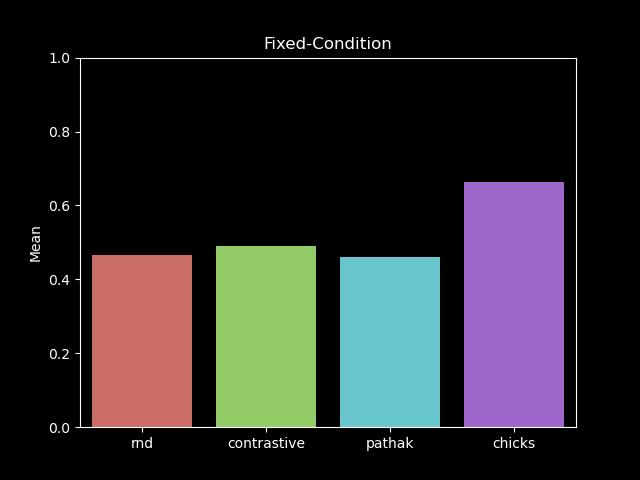 Fixed-Condition
1.0
0.8
0.6
0.4
0.2
0.0
Mean
rnd
contrastive
pathak
chicks